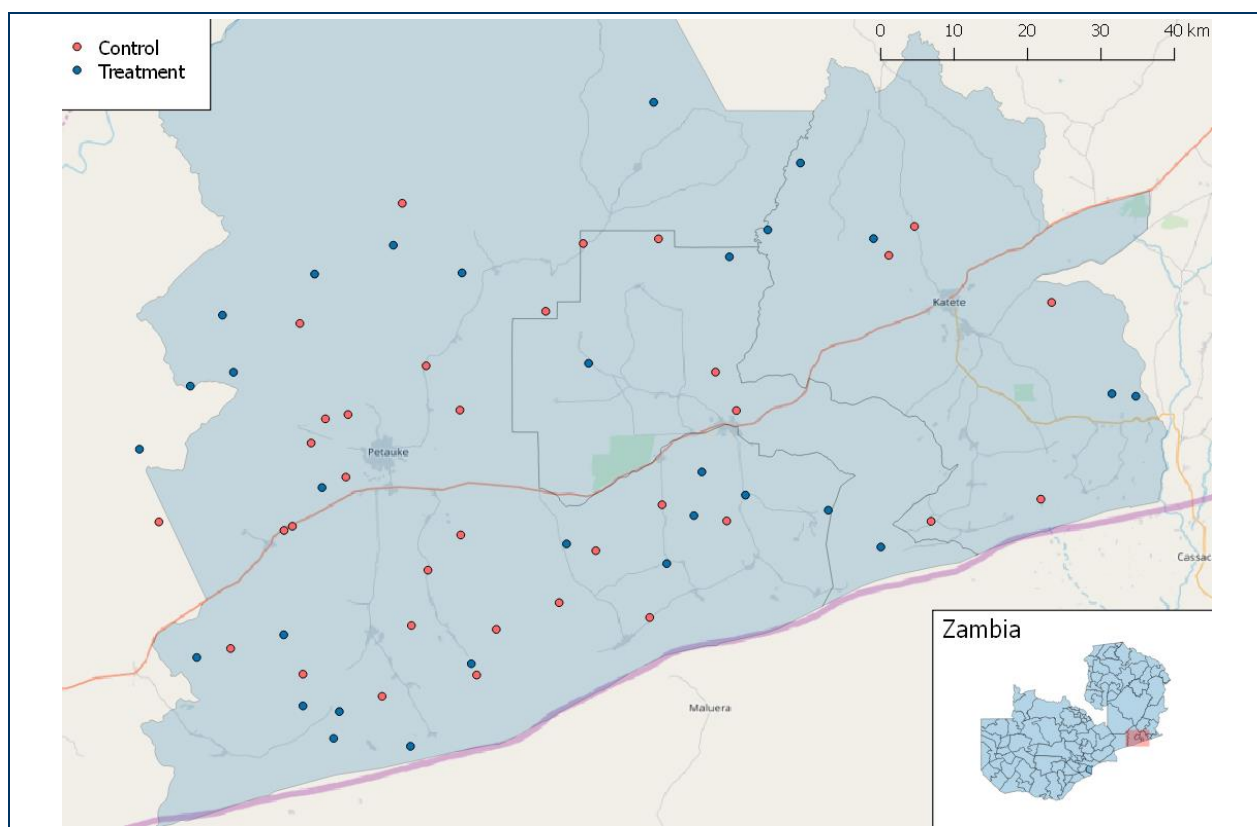 Control
Treatment
0 10 20 30 40 km
Katete
Petauke
Cassac
Maluera
Zambia